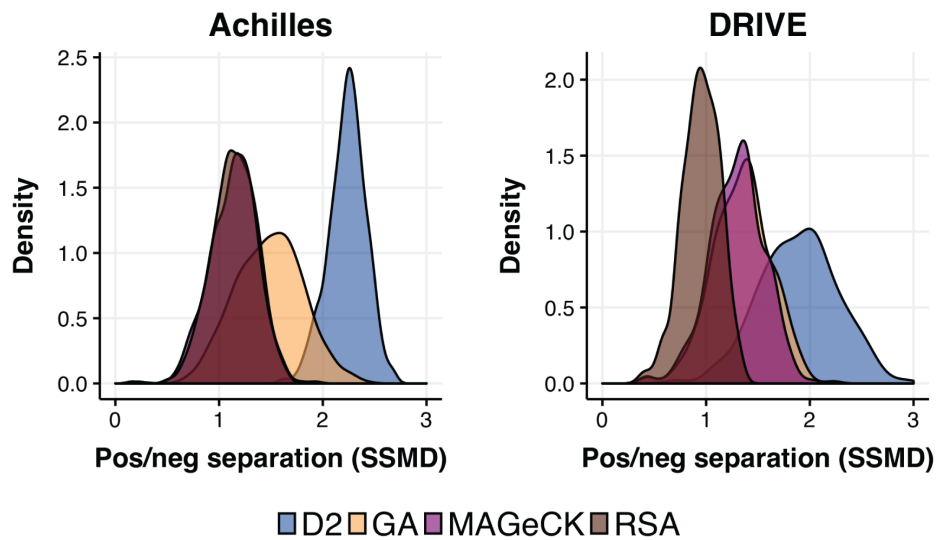 Achilles
DRIVE
Density
2.5
2.0
1.5
1.0
0.5
0.0
0 1 2 3
Pos/neg separation (SSMD)
Density
2.0
1.5
1.0
0.5
0.0
0 1 2 3
Pos/neg separation (SSMD)
D2 GA MAGeCK RSA